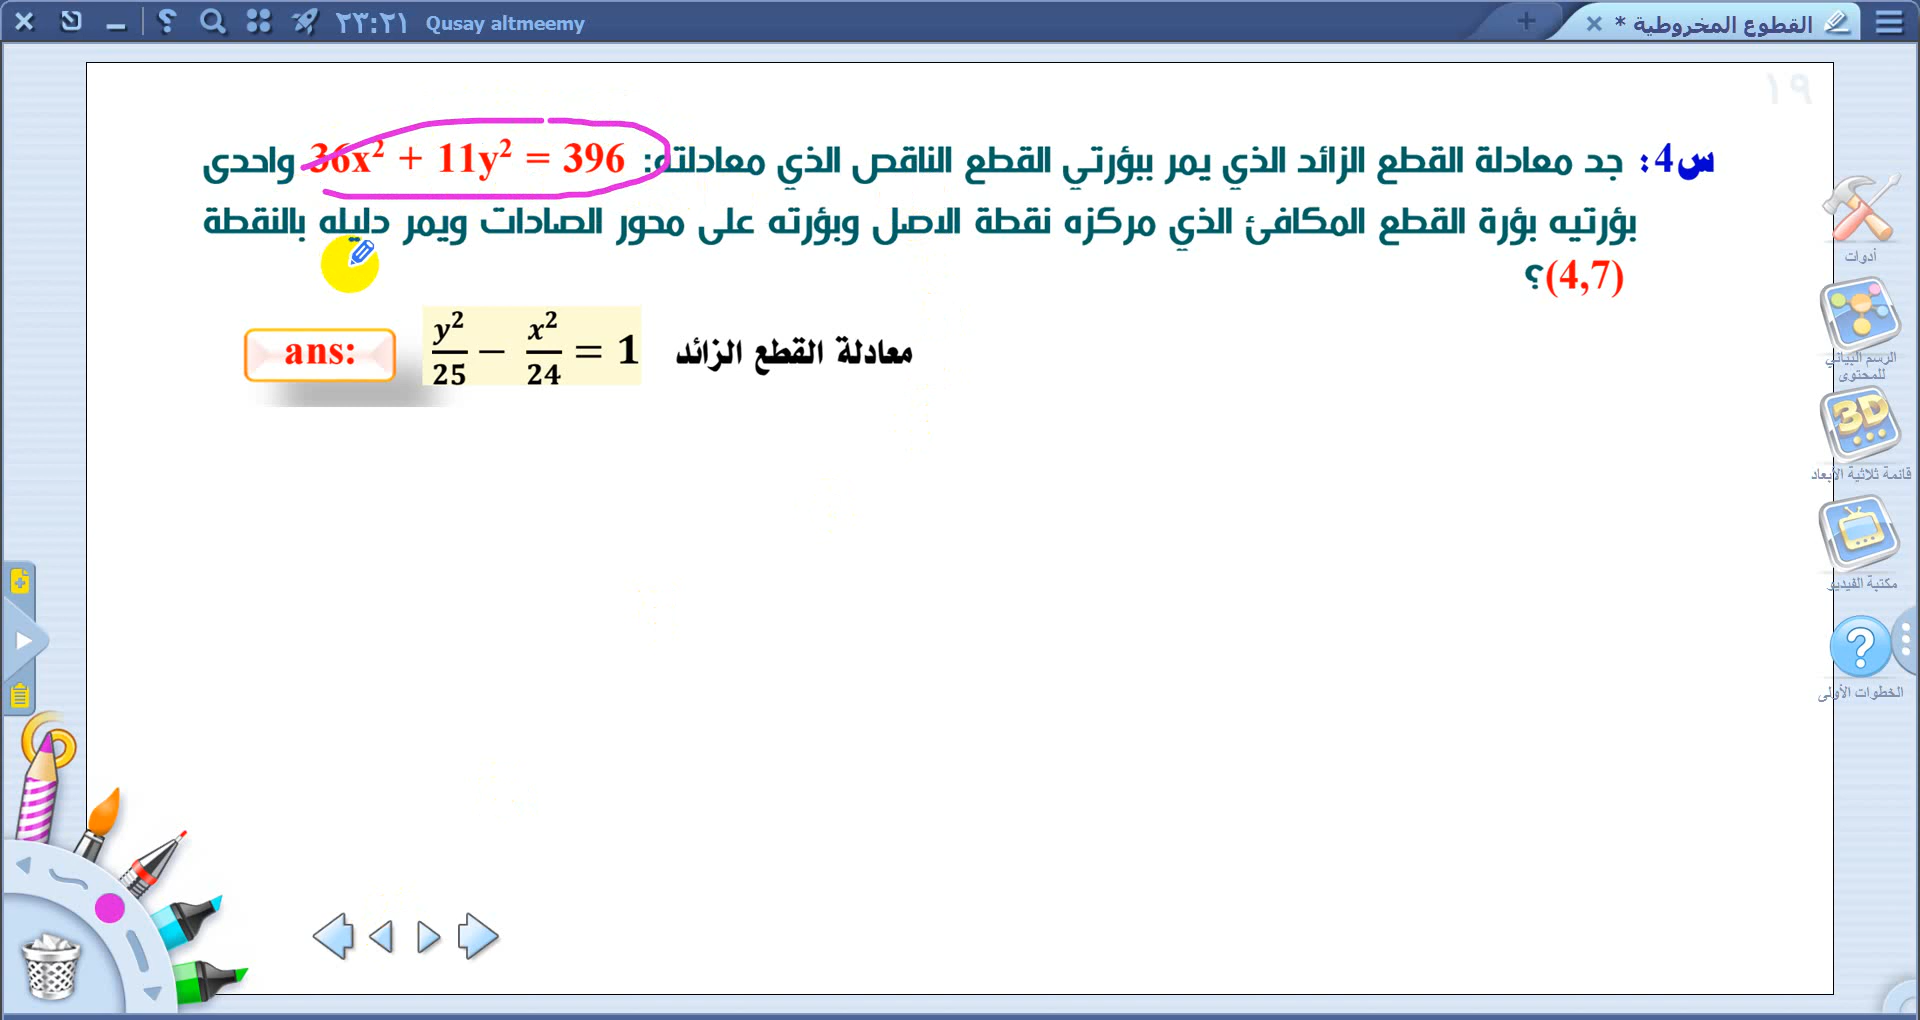 ٢٣:٢١ Qusay altmeemy
القطوع المخروطية *
١٩
س4: جد معادلة القطع الزائد الذي يمر ببؤرتي القطع الناقص الذي معادلته: 36x² + 11y² = 396 واحدى
بؤرتيه بؤرة القطع المكافئ الذي مركزه نقطة الاصل وبؤرته على محور الصادات ويمر دليله بالنقطة
(4,7)؟
ans: y²/25 − x²/24 = 1 معادلة القطع الزائد
أدوات
الرسم البياني
للمحتوى
3D
قائمة ثلاثية الأبعاد
مكتبة الفيديو
الخطوات الأولى